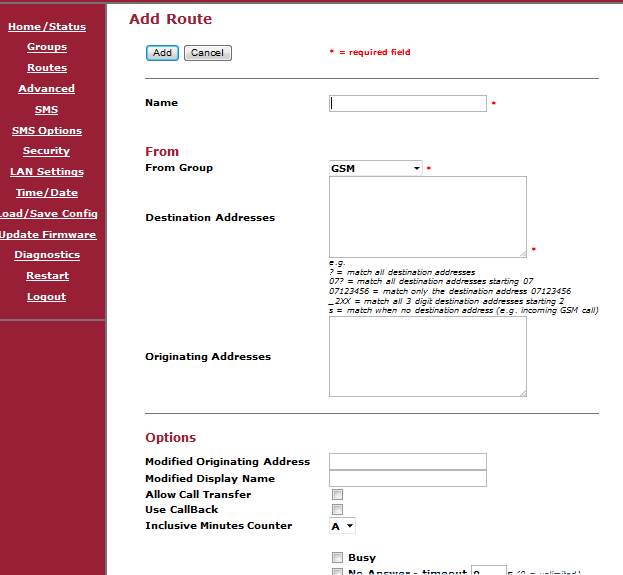 Add Route
Home/Status
Groups
Routes
Advanced
SMS
SMS Options
Security
LAN Settings
Time/Date
Load/Save Config
Update Firmware
Diagnostics
Restart
Logout
Add Cancel * = required field
Name *
From
From Group GSM *
Destination Addresses *
e.g.
? = match all destination addresses
07? = match all destination addresses starting 07
07123456 = match only the destination address 07123456
_2XX = match all 3 digit destination addresses starting 2
s = match when no destination address (e.g. incoming GSM call)
Originating Addresses
Options
Modified Originating Address
Modified Display Name
Allow Call Transfer
Use CallBack
Inclusive Minutes Counter A
Busy
No Answer - timeout 0 s (0 = unlimited)